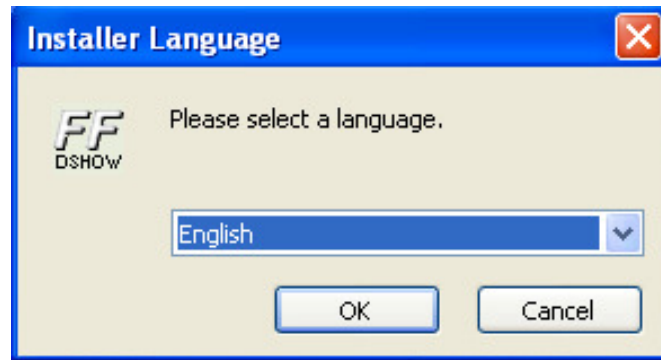 Installer Language
FF
DSHOW
Please select a language.
English
OK
Cancel